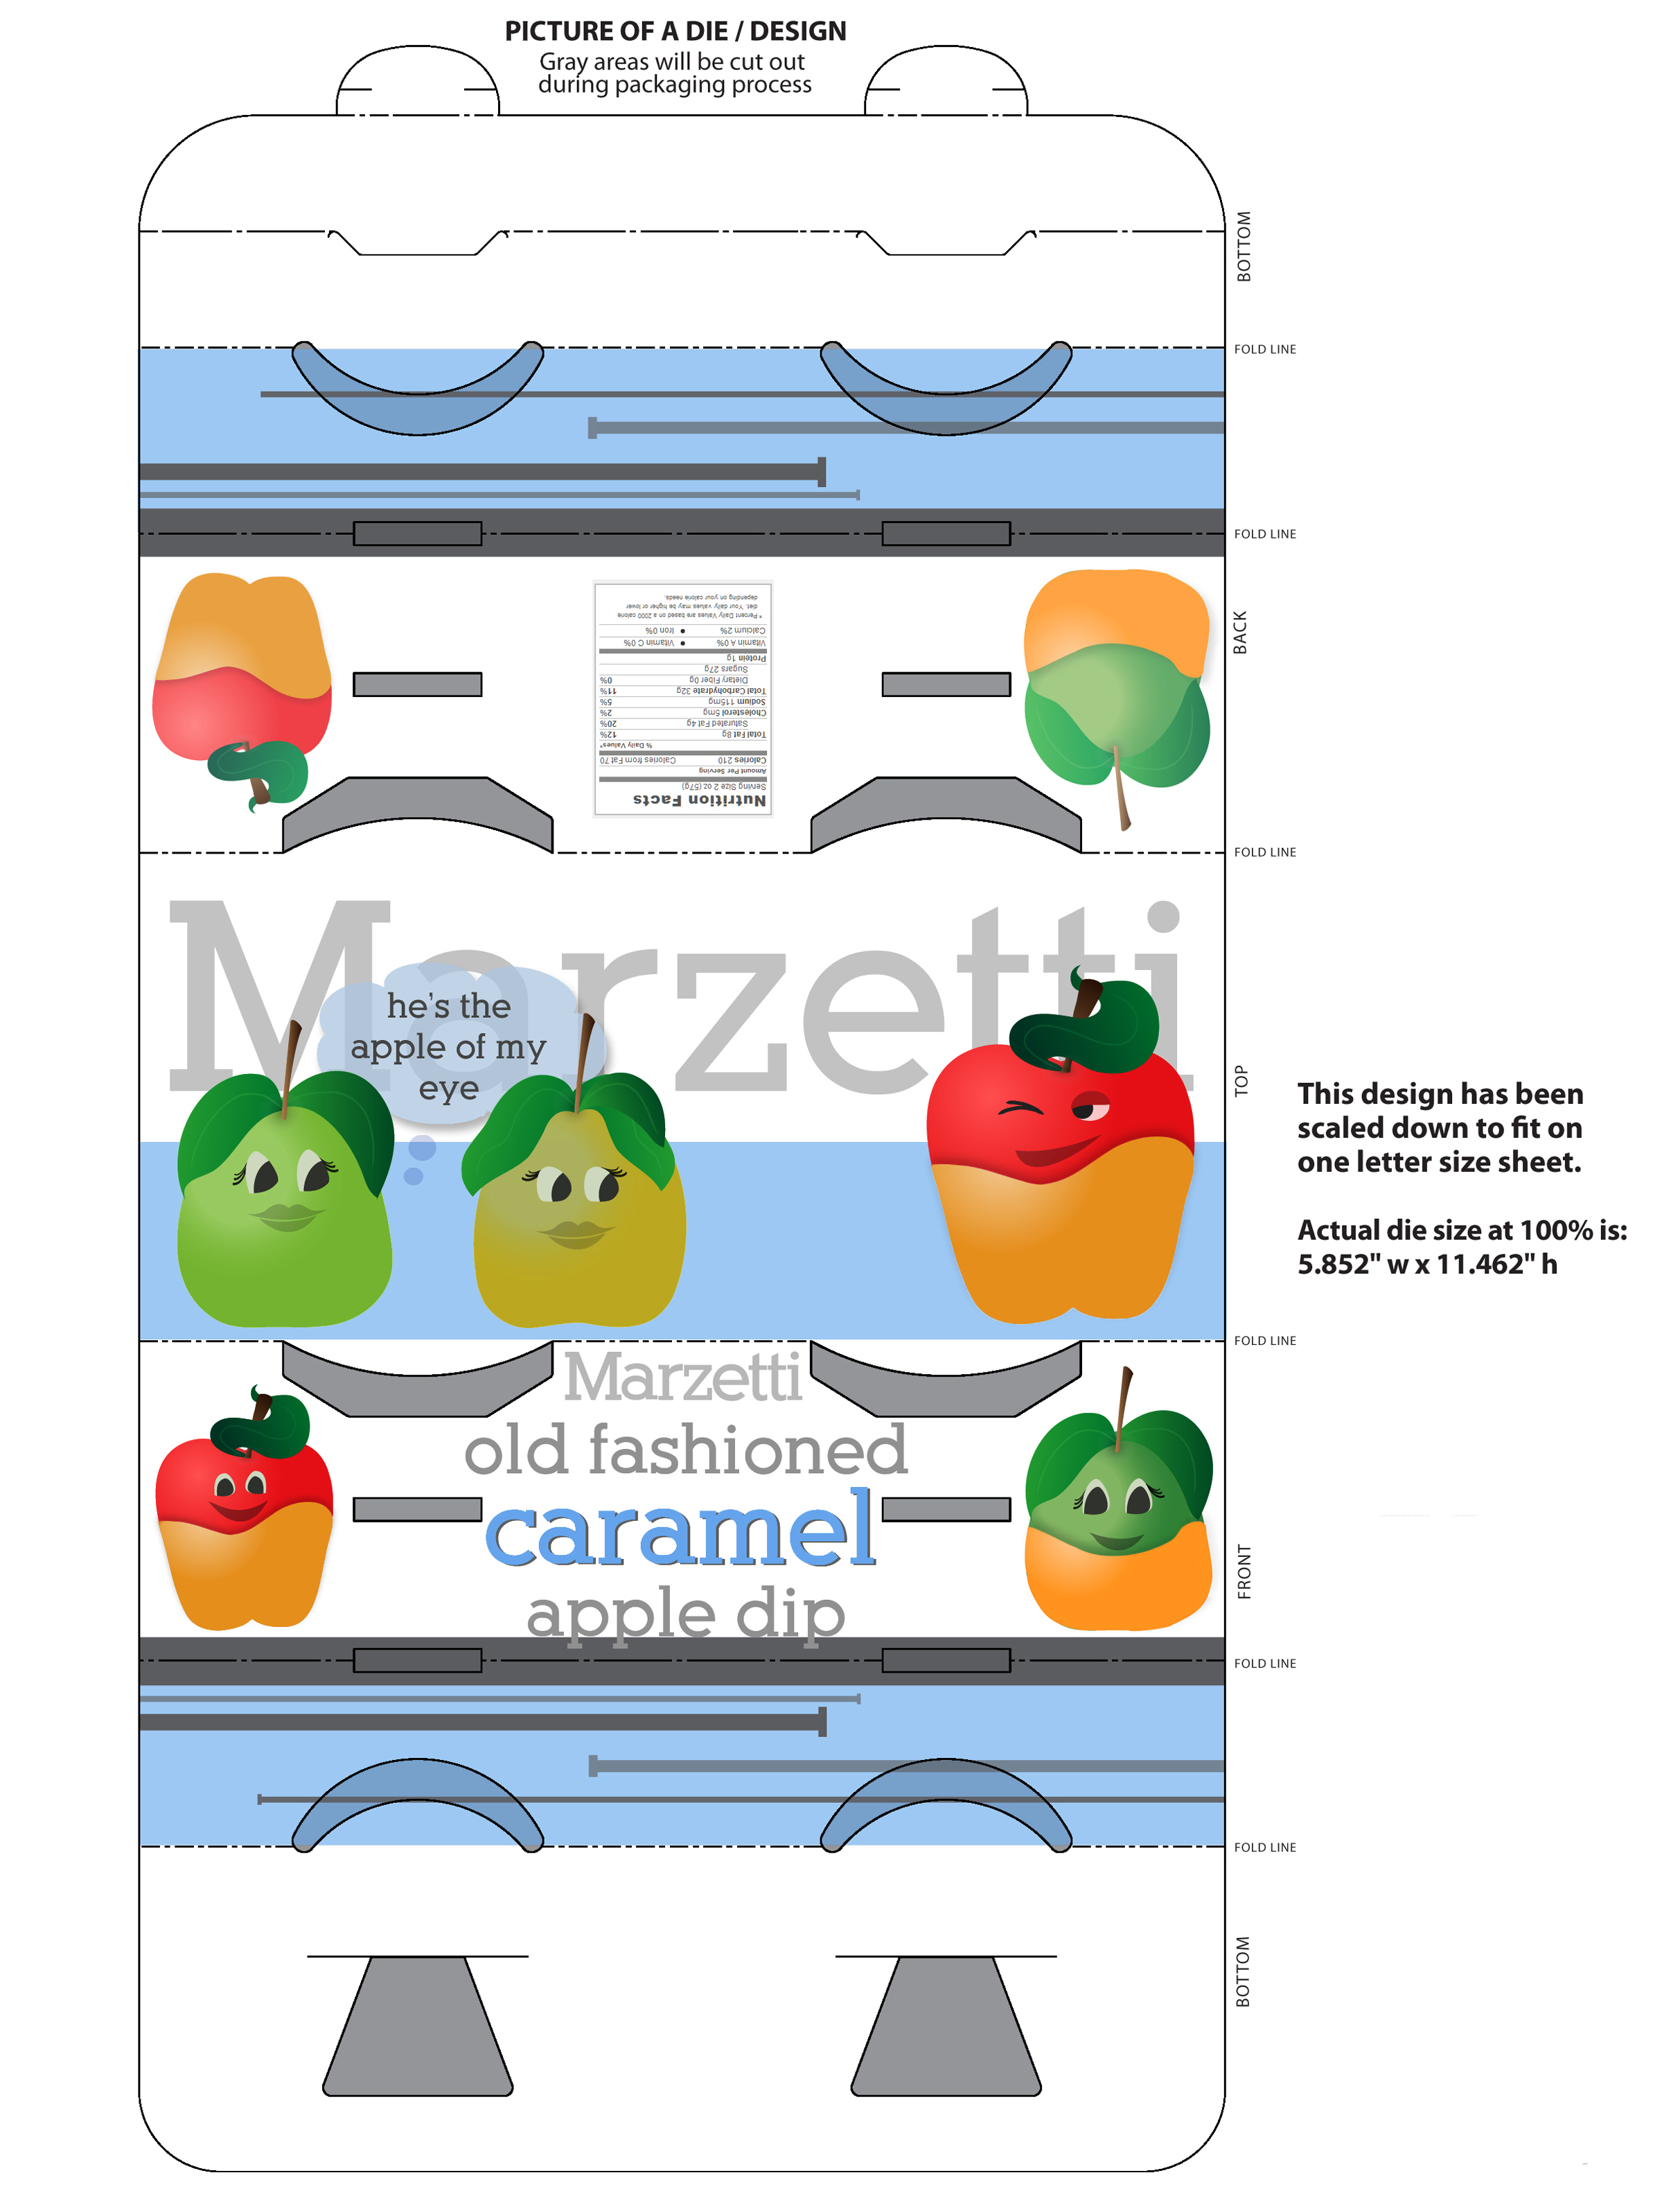 PICTURE OF A DIE / DESIGN
Gray areas will be cut out
during packaging process
BOTTOM
FOLD LINE
FOLD LINE
BACK
Nutrition Facts
Serving Size 2 oz (57g)
Amount Per Serving
Calories 210 Calories from Fat 70
% Daily Values*
Total Fat 8g 12%
Saturated Fat 4g 20%
Cholesterol 5mg 2%
Sodium 115mg 5%
Total Carbohydrate 32g 11%
Dietary Fiber 0g 0%
Sugars 27g
Protein 1g
Vitamin A 0% • Vitamin C 0%
Calcium 2% • Iron 0%
* Percent Daily Values are based on a 2000 calorie
diet. Your daily values may be higher or lower
depending on your calorie needs.
FOLD LINE
Marzetti
he's the
apple of my
eye
TOP
This design has been
scaled down to fit on
one letter size sheet.
Actual die size at 100% is:
5.852" w x 11.462" h
FOLD LINE
Marzetti
old fashioned
caramel
apple dip
FRONT
FOLD LINE
FOLD LINE
BOTTOM